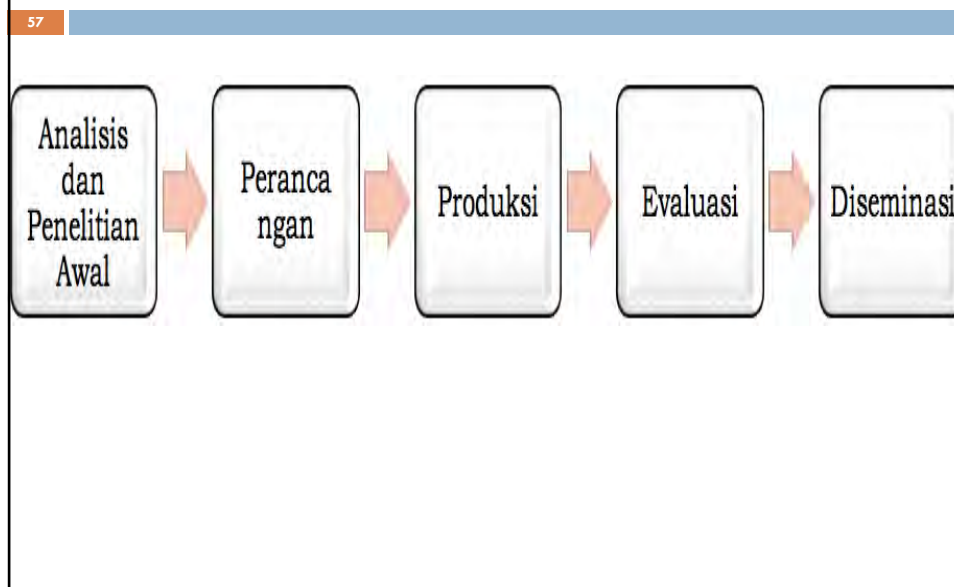 57
Analisis
dan
Penelitian
Awal
Peranca
ngan
Produksi
Evaluasi
Diseminasi